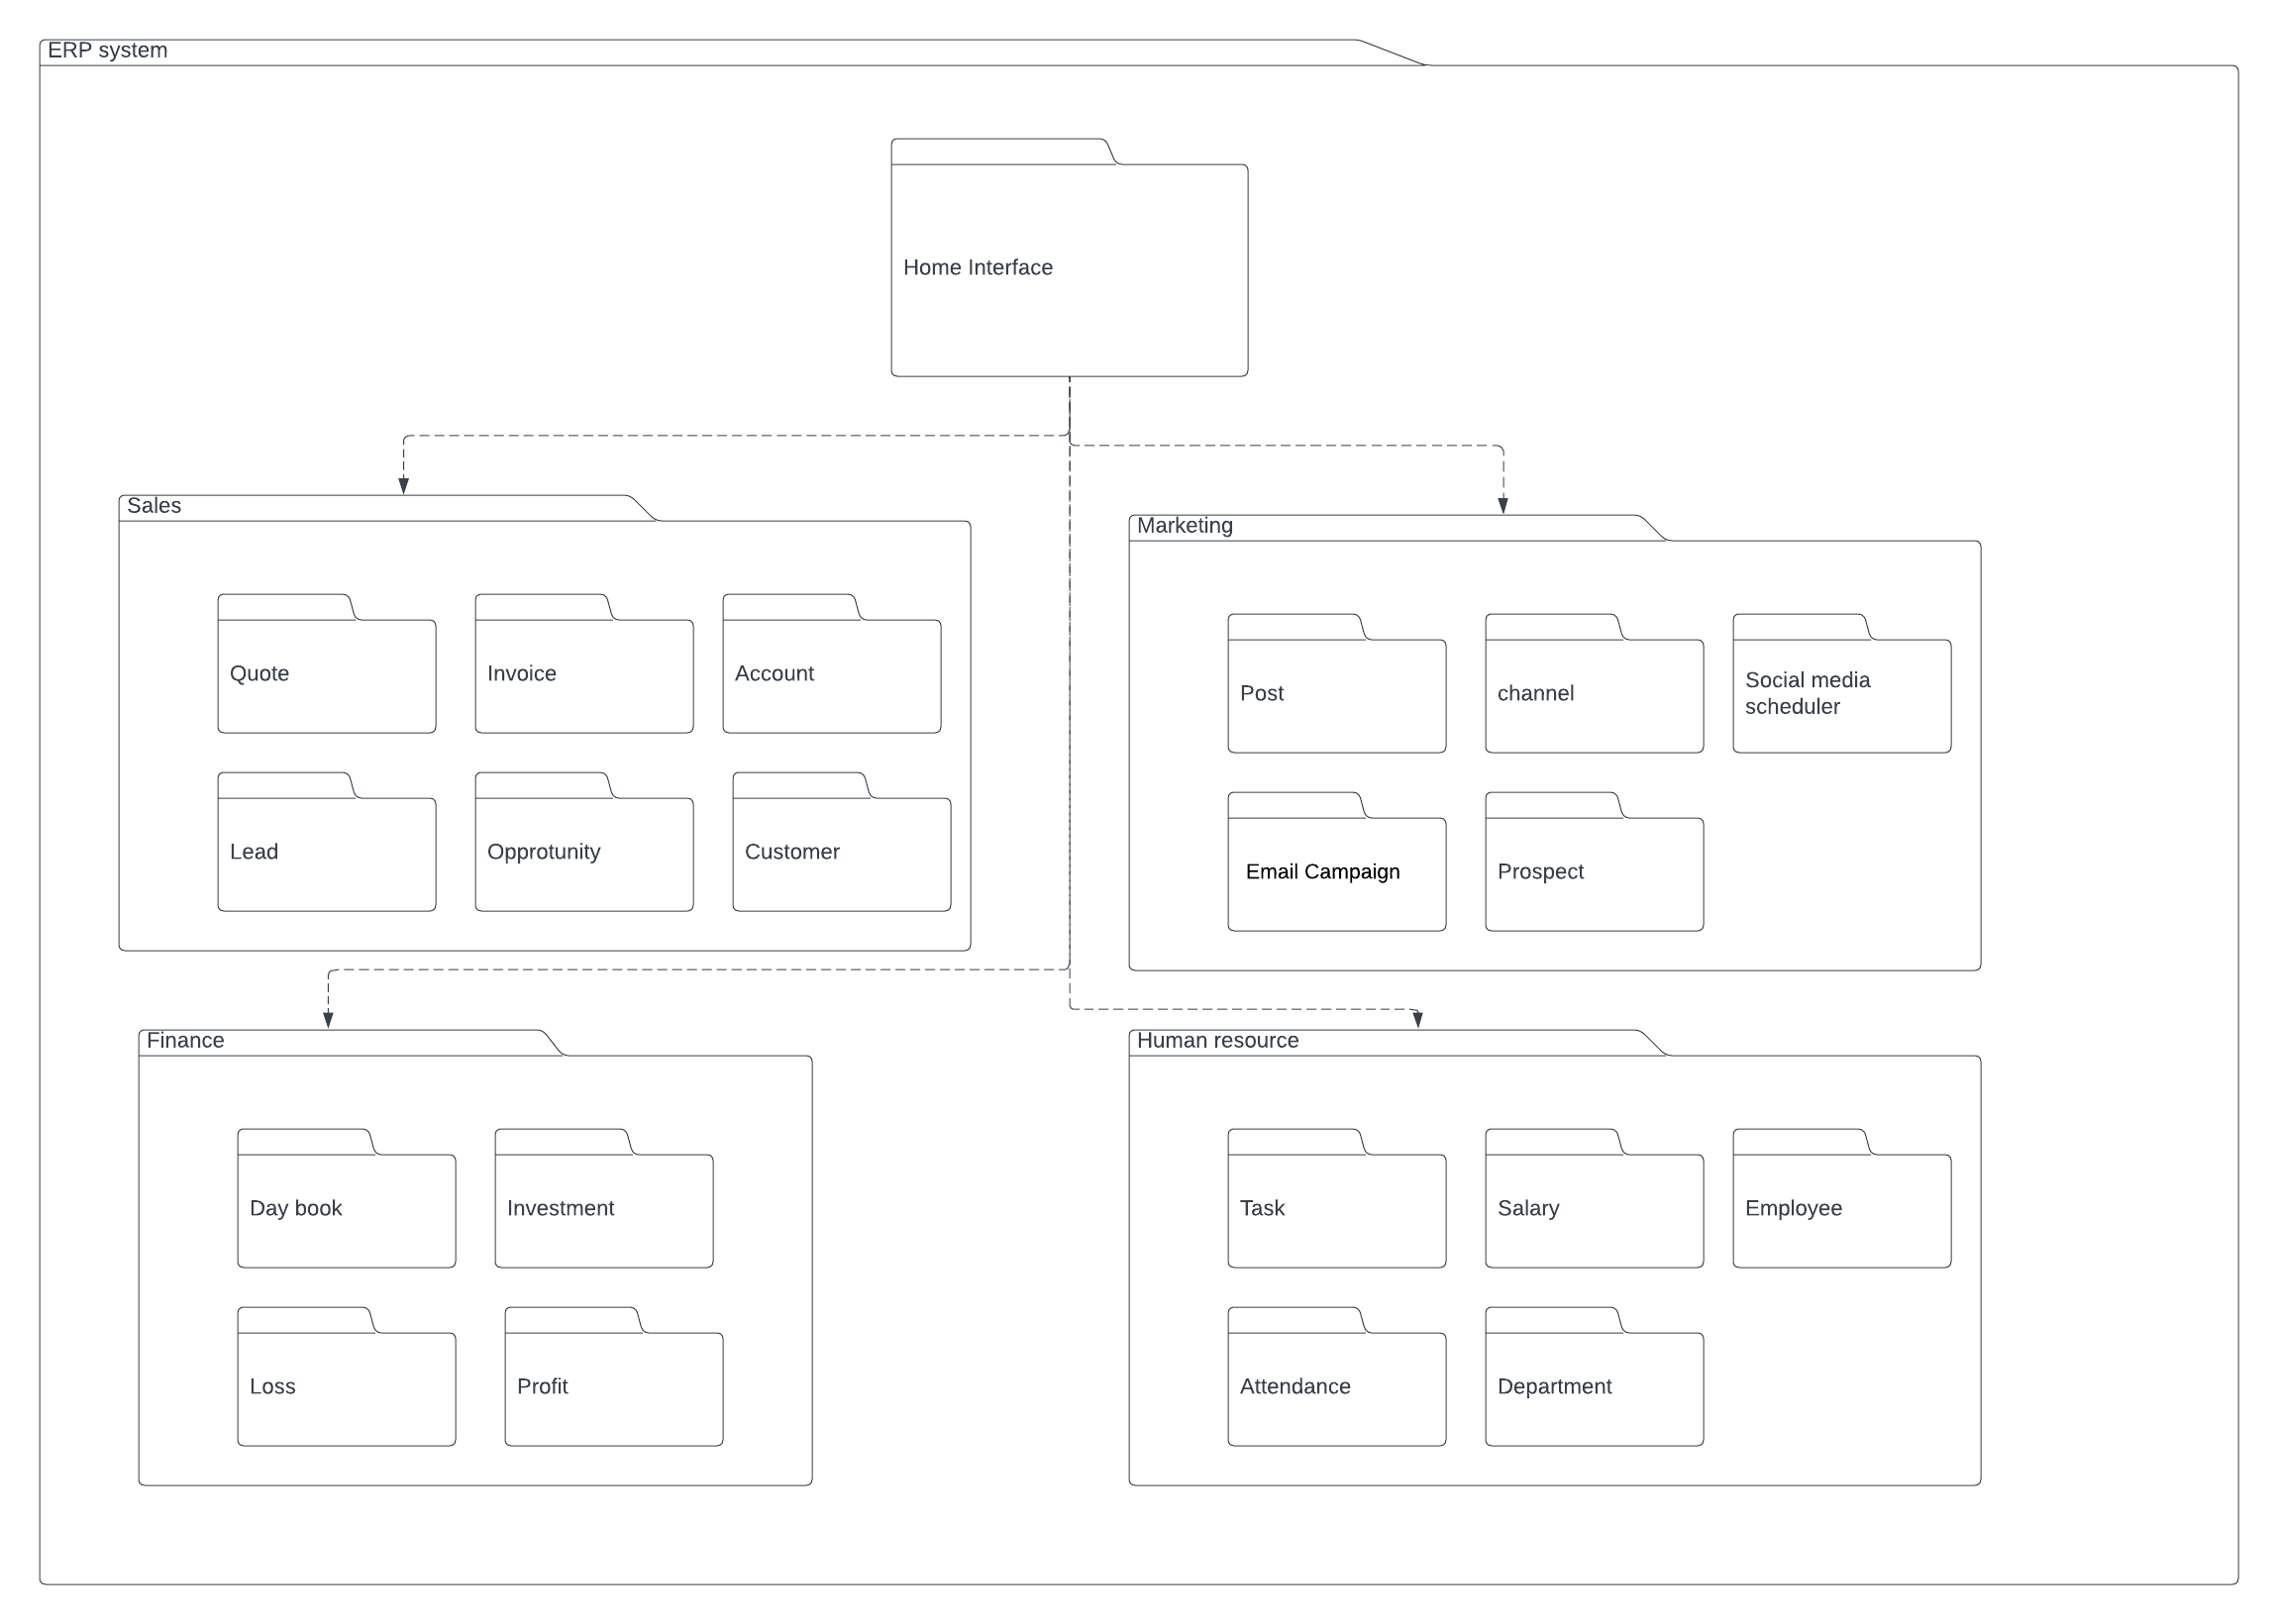 ERP system
Home Interface
Sales
Quote
Invoice
Account
Lead
Opprotunity
Customer
Marketing
Post
channel
Social media
scheduler
Email Campaign
Prospect
Finance
Day book
Investment
Loss
Profit
Human resource
Task
Salary
Employee
Attendance
Department